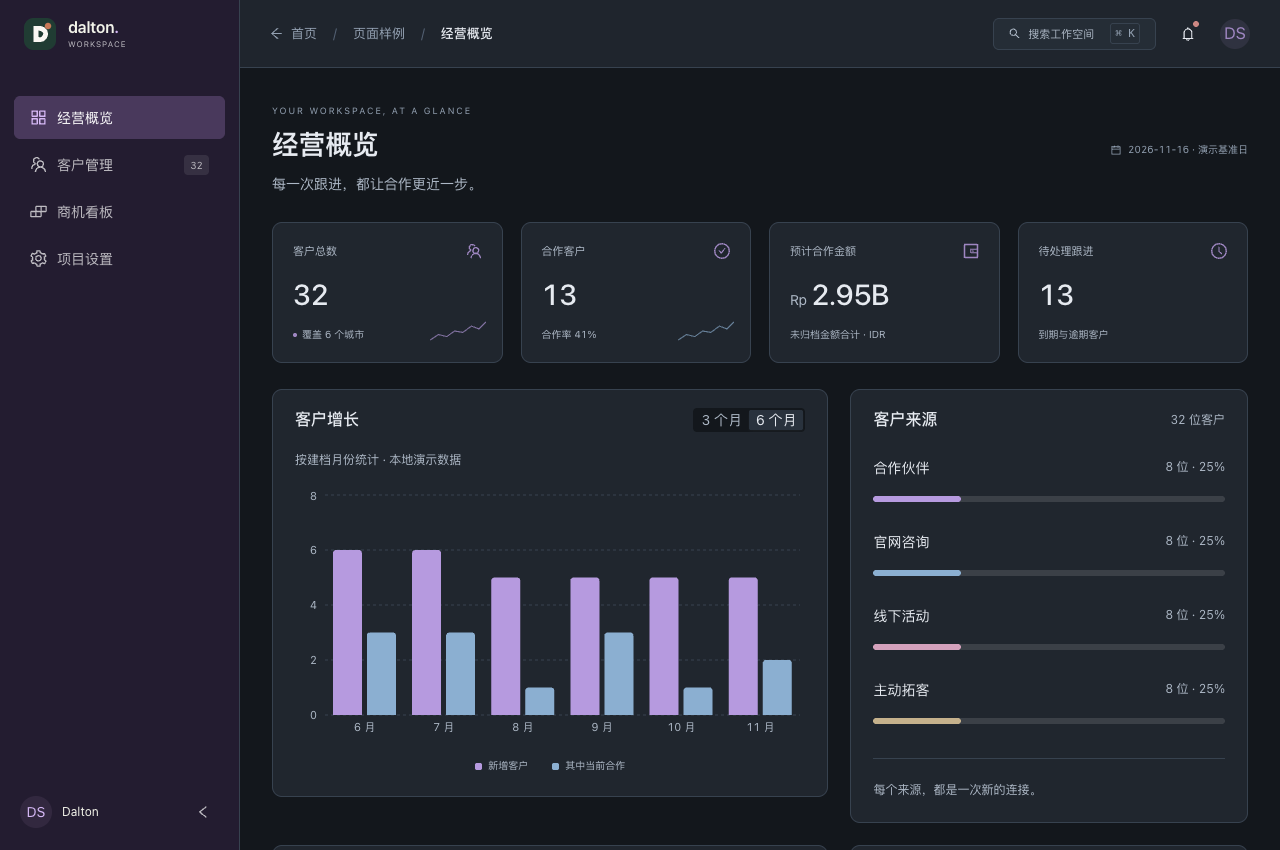 dalton.
WORKSPACE
经营概览
客户管理 32
商机看板
项目设置
DS Dalton
首页 / 页面样例 / 经营概览
搜索工作空间 ⌘ K
DS
YOUR WORKSPACE, AT A GLANCE
经营概览
2026-11-16 · 演示基准日
每一次跟进，都让合作更近一步。
客户总数
32
覆盖 6 个城市
合作客户
13
合作率 41%
预计合作金额
Rp 2.95B
未归档金额合计 · IDR
待处理跟进
13
到期与逾期客户
客户增长
3 个月 6 个月
按建档月份统计 · 本地演示数据
8
6
4
2
0
6 月 7 月 8 月 9 月 10 月 11 月
新增客户 其中当前合作
客户来源 32 位客户
合作伙伴 8 位 · 25%
官网咨询 8 位 · 25%
线下活动 8 位 · 25%
主动拓客 8 位 · 25%
每个来源，都是一次新的连接。